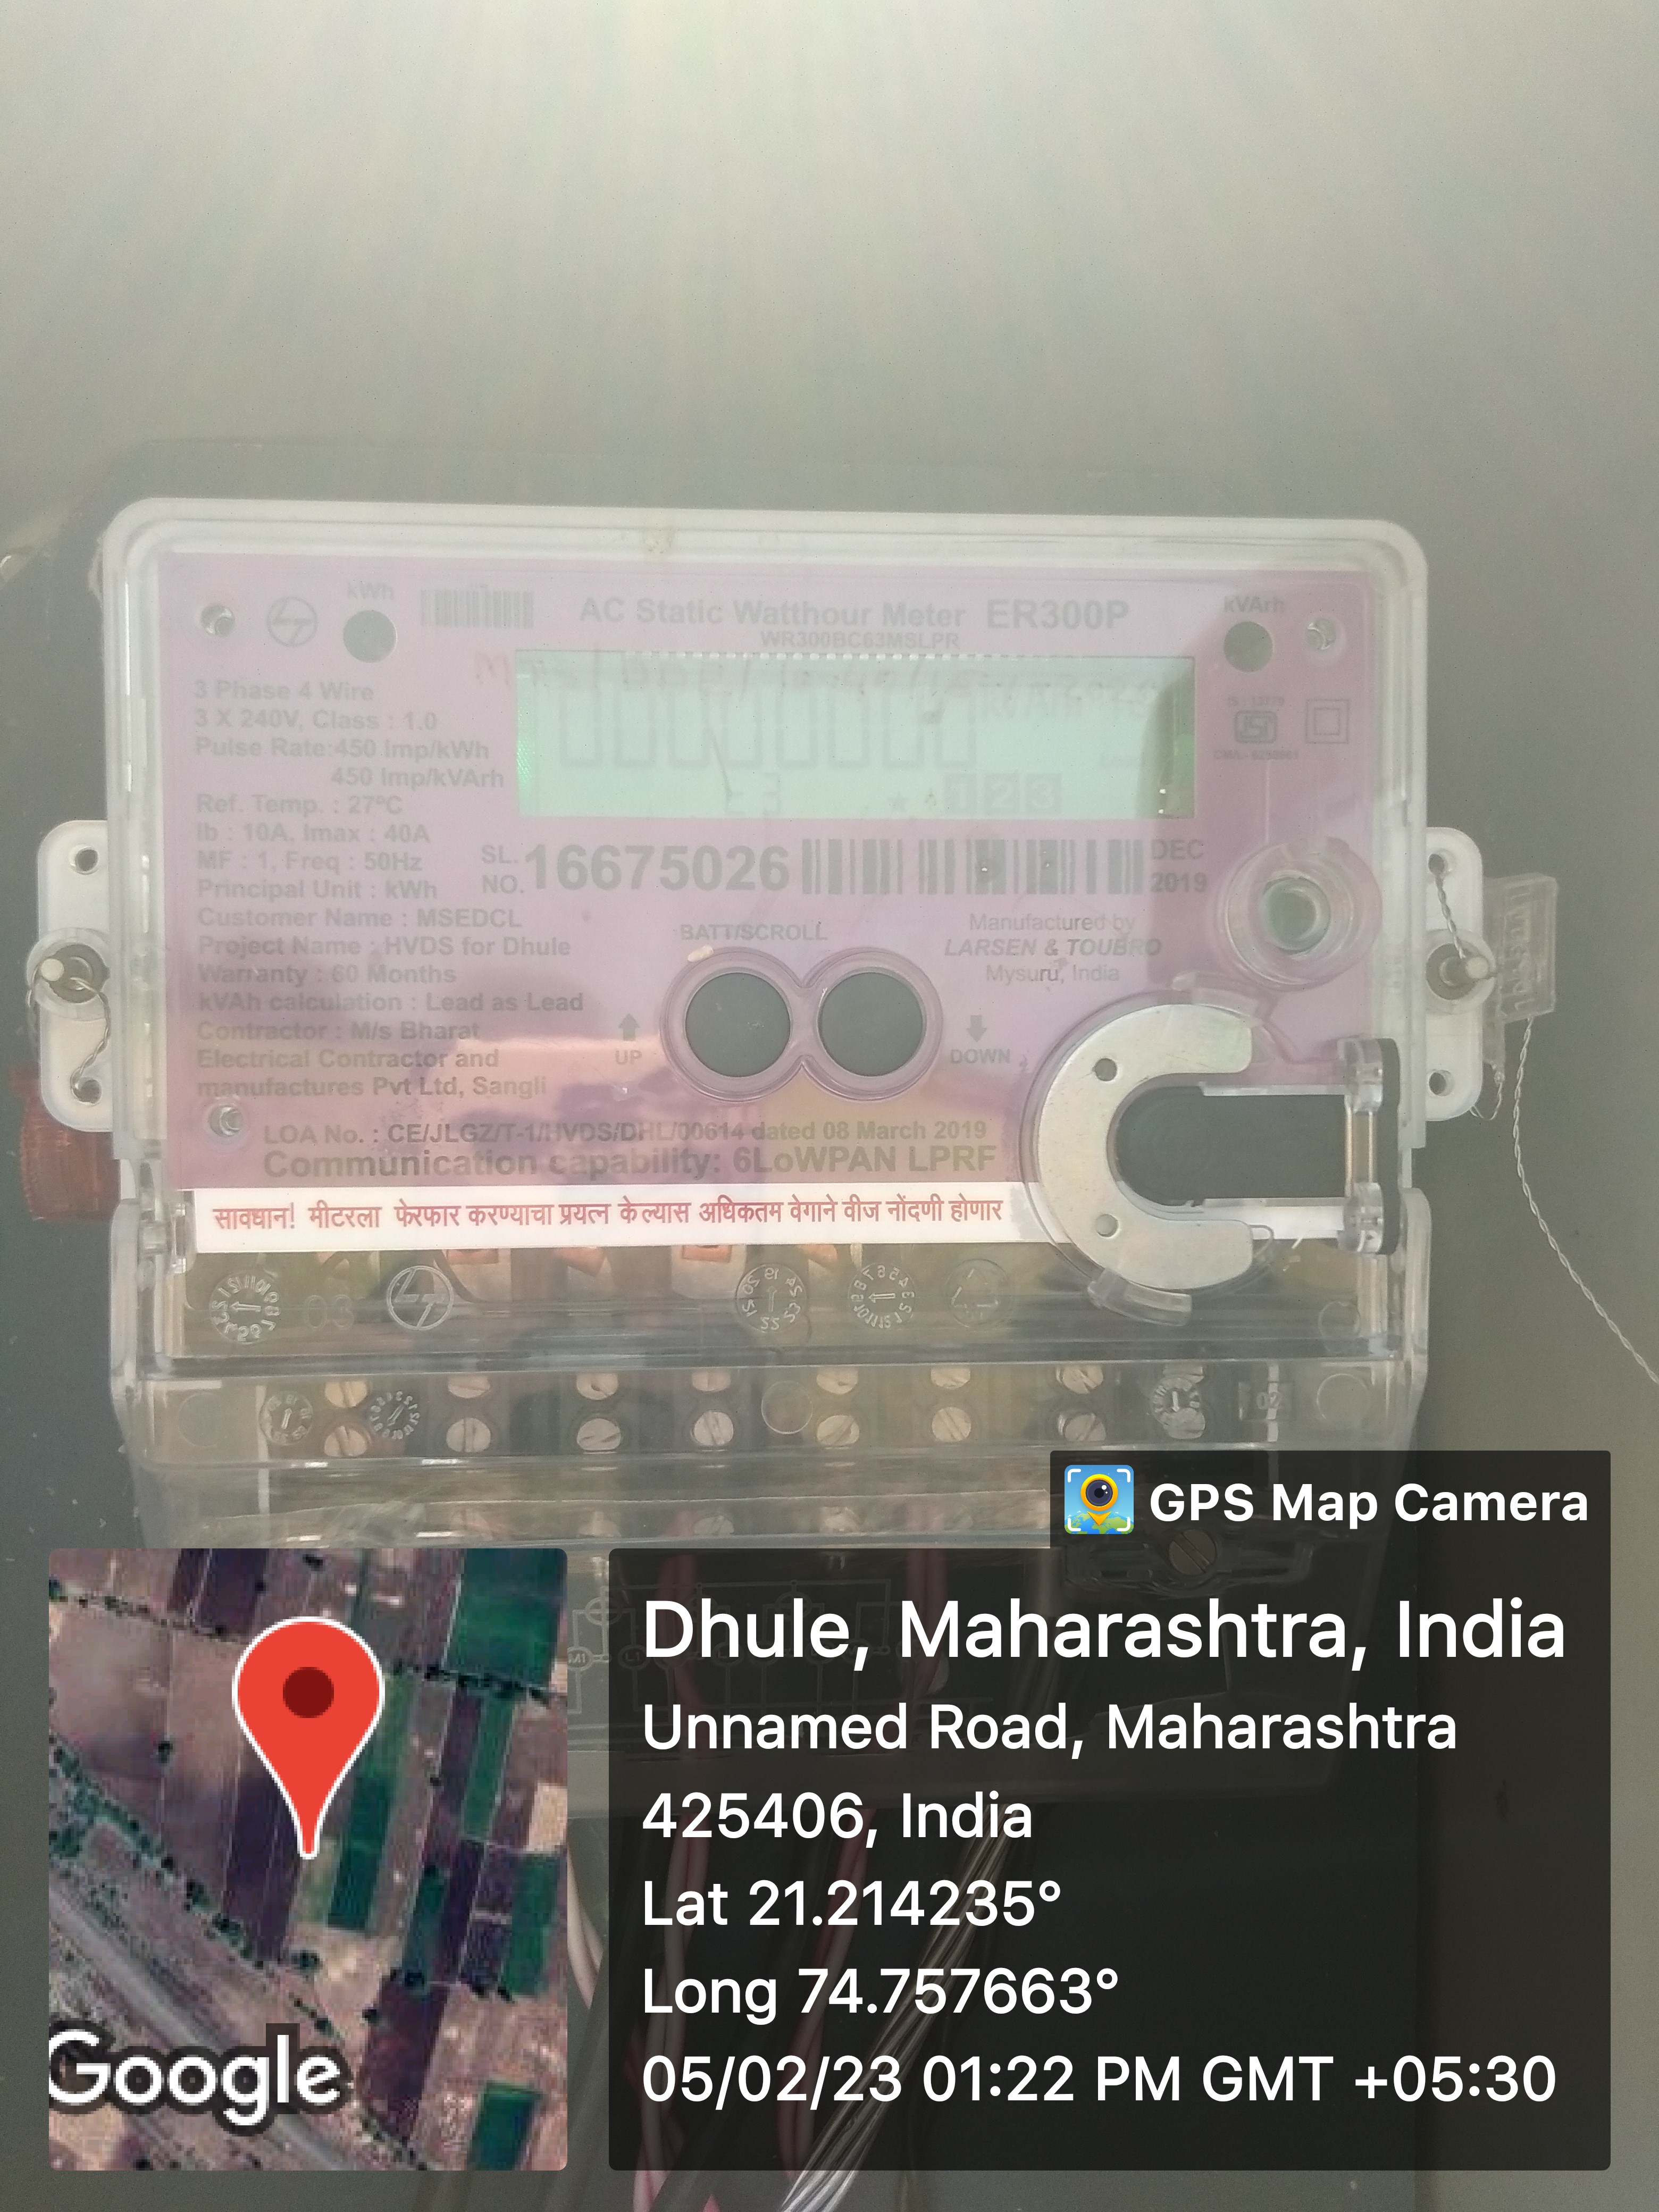 kWh
AC Static Watthour Meter ER300P
kVArh
WR300BC63MSLPR
3 Phase 4 Wire
3 X 240V, Class : 1.0
Pulse Rate:450 Imp/kWh
450 Imp/kVArh
Ref. Temp. : 27°C
Ib : 10A, Imax : 40A
MF : 1, Freq : 50Hz
Principal Unit : kWh
Customer Name : MSEDCL
Project Name : HVDS for Dhule
Warranty : 60 Months
kVAh calculation : Lead as Lead
Contractor : M/s Bharat
Electrical Contractor and
manufactures Pvt Ltd, Sangli
1 2 3
SL. NO. 16675026
DEC 2019
BATT/SCROLL
UP
DOWN
Manufactured by
LARSEN & TOUBRO
Mysuru, India
LOA No. : CE/JLGZ/T-1/HVDS/DHL/00614 dated 08 March 2019
Communication capability: 6LoWPAN LPRF
सावधान! मीटरला फेरफार करण्याचा प्रयत्न केल्यास अधिकतम वेगाने वीज नोंदणी होणार
03
GPS Map Camera
Dhule, Maharashtra, India
Unnamed Road, Maharashtra
425406, India
Lat 21.214235°
Long 74.757663°
05/02/23 01:22 PM GMT +05:30
Google